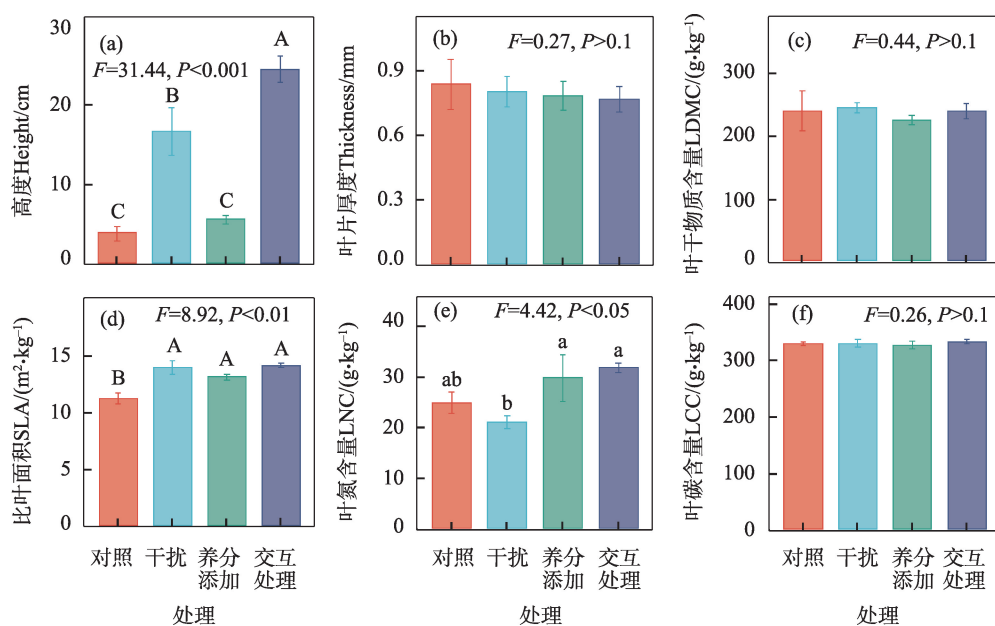 (a)
F=31.44, P<0.001
高度Height/cm
30
20
10
0
C
B
C
A
(b)
F=0.27, P>0.1
叶片厚度Thickness/mm
0.9
0.6
0.3
0.0
(c)
F=0.44, P>0.1
叶干物质含量LDMC/(g·kg⁻¹)
300
200
100
0
(d)
F=8.92, P<0.01
比叶面积SLA/(m²·kg⁻¹)
15
10
5
0
B
A
A
A
对照
干扰
养分
添加
交互
处理
处理
(e)
F=4.42, P<0.05
叶氮含量LNC/(g·kg⁻¹)
40
30
20
10
0
ab
b
a
a
对照
干扰
养分
添加
交互
处理
处理
(f)
F=0.26, P>0.1
叶碳含量LCC/(g·kg⁻¹)
400
300
200
100
0
对照
干扰
养分
添加
交互
处理
处理